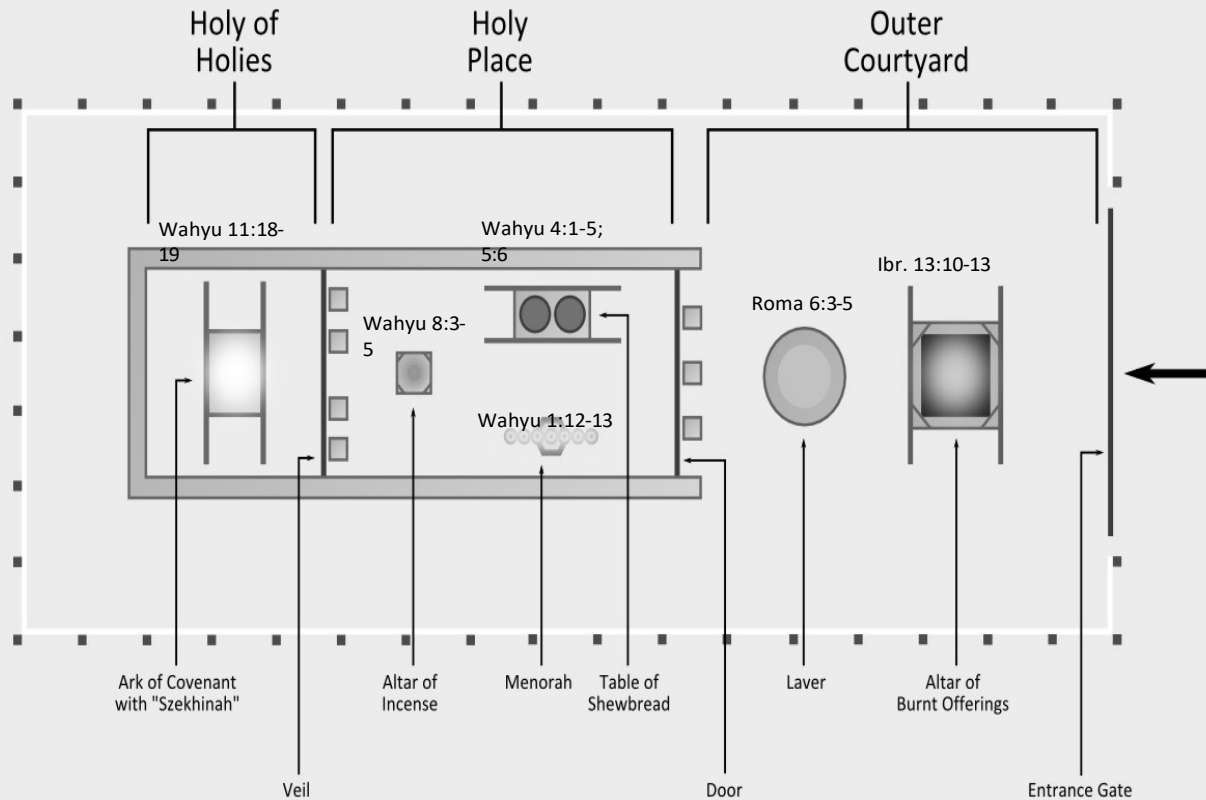 Holy of
Holies
Holy
Place
Outer
Courtyard
Wahyu 11:18-
19
Wahyu 4:1-5;
5:6
Ibr. 13:10-13
Roma 6:3-5
Wahyu 8:3-
5
Wahyu 1:12-13
Ark of Covenant
with "Szekhinah"
Altar of
Incense
Menorah
Table of
Shewbread
Laver
Altar of
Burnt Offerings
Veil
Door
Entrance Gate